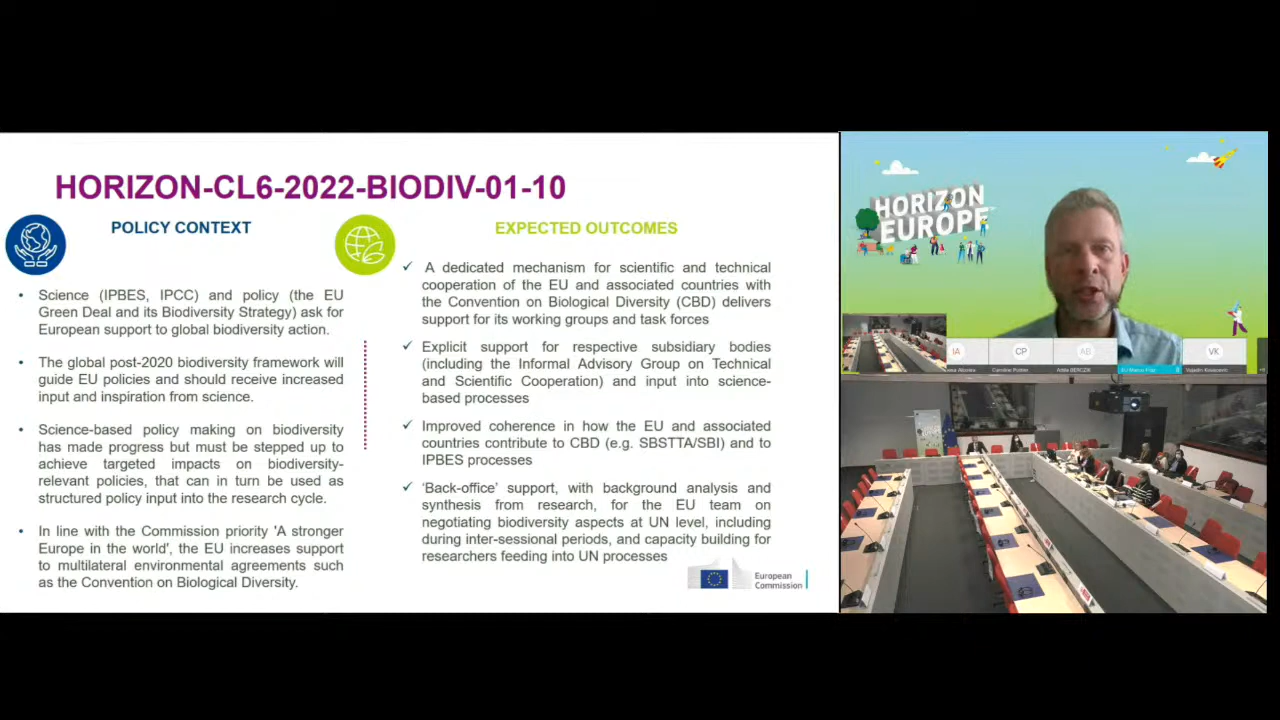 HORIZON-CL6-2022-BIODIV-01-10
POLICY CONTEXT
• Science (IPBES, IPCC) and policy (the EU
Green Deal and its Biodiversity Strategy) ask for
European support to global biodiversity action.
• The global post-2020 biodiversity framework will
guide EU policies and should receive increased
input and inspiration from science.
• Science-based policy making on biodiversity
has made progress but must be stepped up to
achieve targeted impacts on biodiversity-
relevant policies, that can in turn be used as
structured policy input into the research cycle.
• In line with the Commission priority 'A stronger
Europe in the world', the EU increases support
to multilateral environmental agreements such
as the Convention on Biological Diversity.
EXPECTED OUTCOMES
✓ A dedicated mechanism for scientific and technical
cooperation of the EU and associated countries with
the Convention on Biological Diversity (CBD) delivers
support for its working groups and task forces
✓ Explicit support for respective subsidiary bodies
(including the Informal Advisory Group on Technical
and Scientific Cooperation) and input into science-
based processes
✓ Improved coherence in how the EU and associated
countries contribute to CBD (e.g. SBSTTA/SBI) and to
IPBES processes
✓ ‘Back-office’ support, with background analysis and
synthesis from research, for the EU team on
negotiating biodiversity aspects at UN level, including
during inter-sessional periods, and capacity building for
researchers feeding into UN processes
European
Commission
HORIZON
EUROPE
IA
CP
AB
VK